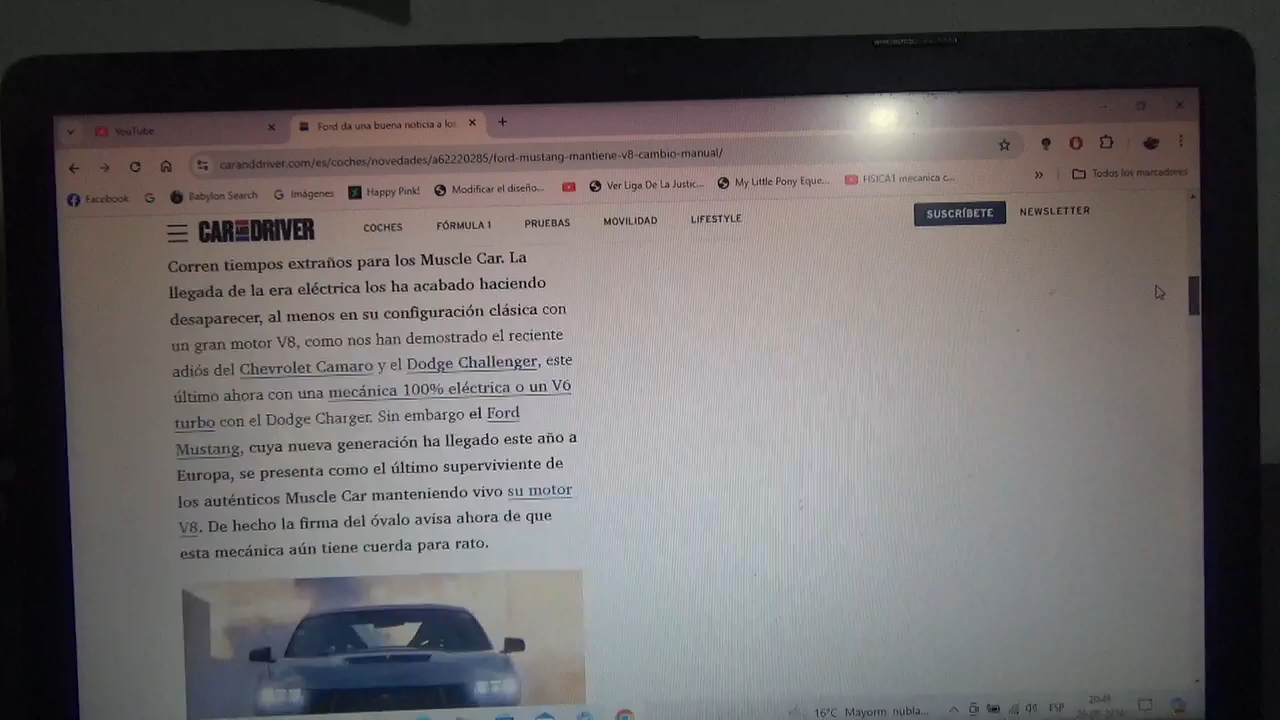 YouTube
Ford da una buena noticia a lo
caranddriver.com/es/coches/novedades/a62220285/ford-mustang-mantiene-v8-cambio-manual/
Facebook
Babylon Search
Imágenes
Happy Pink!
Modificar el diseño...
Ver Liga De La Justic...
My Little Pony Eque...
FISICA1 mecanica c...
»
Todos los marcadores
CAR AND DRIVER
COCHES
FÓRMULA 1
PRUEBAS
MOVILIDAD
LIFESTYLE
SUSCRÍBETE
NEWSLETTER
Corren tiempos extraños para los Muscle Car. La
llegada de la era eléctrica los ha acabado haciendo
desaparecer, al menos en su configuración clásica con
un gran motor V8, como nos han demostrado el reciente
adiós del Chevrolet Camaro y el Dodge Challenger, este
último ahora con una mecánica 100% eléctrica o un V6
turbo con el Dodge Charger. Sin embargo el Ford
Mustang, cuya nueva generación ha llegado este año a
Europa, se presenta como el último superviviente de
los auténticos Muscle Car manteniendo vivo su motor
V8. De hecho la firma del óvalo avisa ahora de que
esta mecánica aún tiene cuerda para rato.
16°C Mayorm. nubla...
ESP
20:49